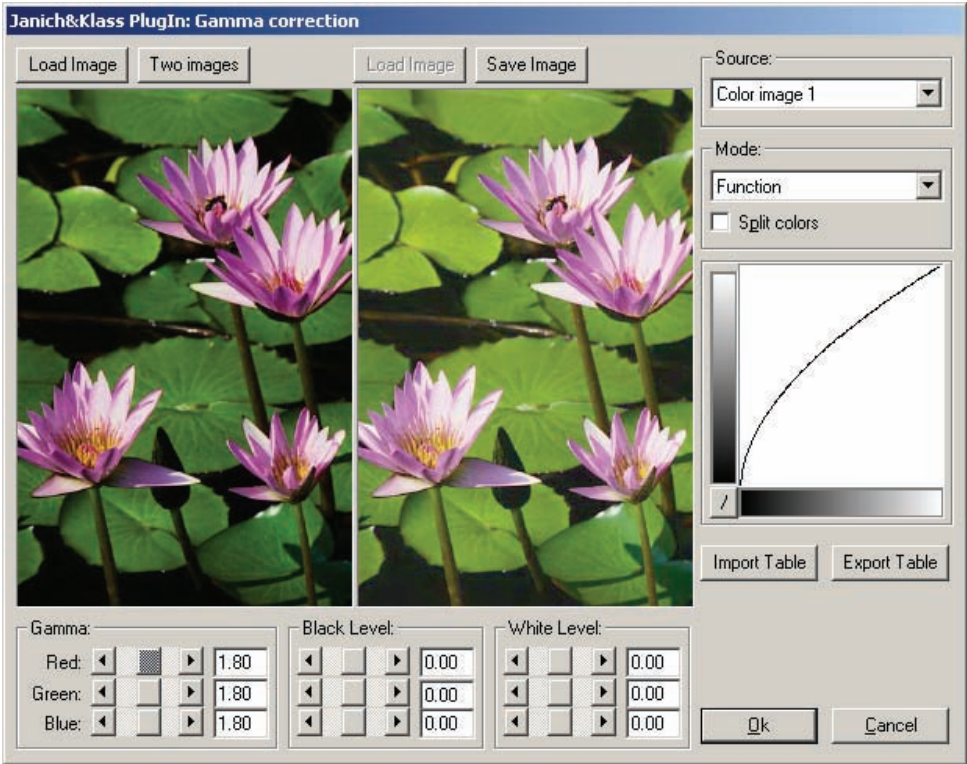 Janich&Klass PlugIn: Gamma correction
Load Image
Two images
Load Image
Save Image
Source:
Color image 1
Mode:
Function
Split colors
/
Import Table
Export Table
Gamma:
Red: 1.80
Green: 1.80
Blue: 1.80
Black Level:
0.00
0.00
0.00
White Level:
0.00
0.00
0.00
Ok
Cancel